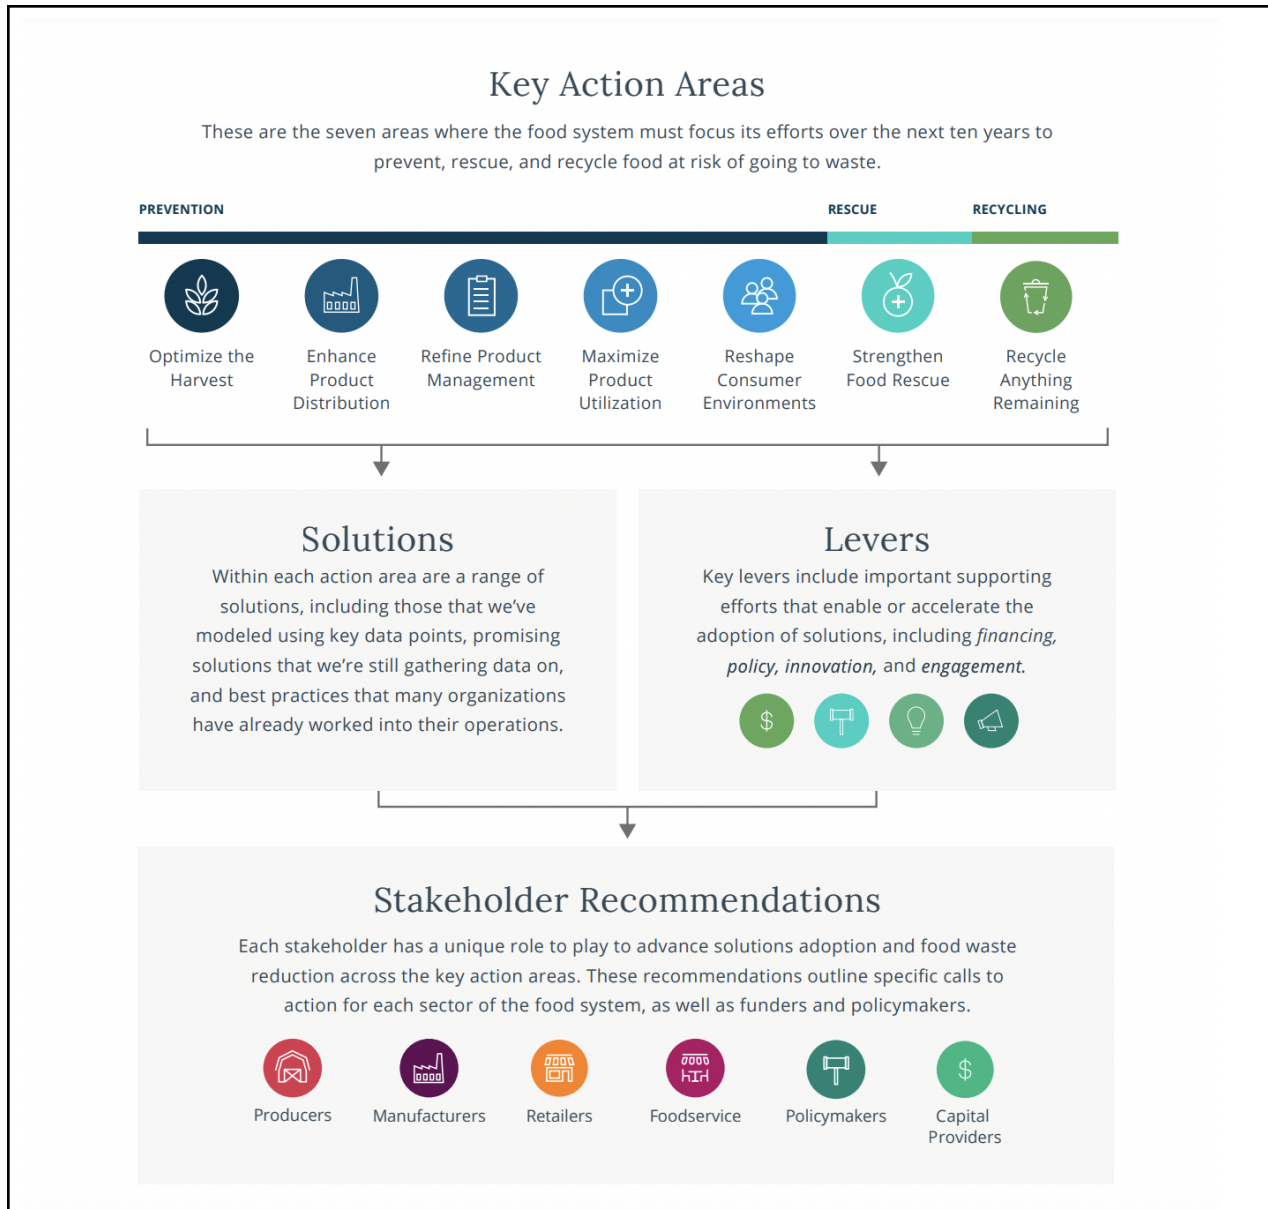 Key Action Areas
These are the seven areas where the food system must focus its efforts over the next ten years to
prevent, rescue, and recycle food at risk of going to waste.
PREVENTION
RESCUE
RECYCLING
Optimize the
Harvest
Enhance
Product
Distribution
Refine Product
Management
Maximize
Product
Utilization
Reshape
Consumer
Environments
Strengthen
Food Rescue
Recycle
Anything
Remaining
Solutions
Within each action area are a range of
solutions, including those that we’ve
modeled using key data points, promising
solutions that we’re still gathering data on,
and best practices that many organizations
have already worked into their operations.
Levers
Key levers include important supporting
efforts that enable or accelerate the
adoption of solutions, including financing,
policy, innovation, and engagement.
$
Stakeholder Recommendations
Each stakeholder has a unique role to play to advance solutions adoption and food waste
reduction across the key action areas. These recommendations outline specific calls to
action for each sector of the food system, as well as funders and policymakers.
Producers
Manufacturers
Retailers
Foodservice
Policymakers
$
Capital
Providers